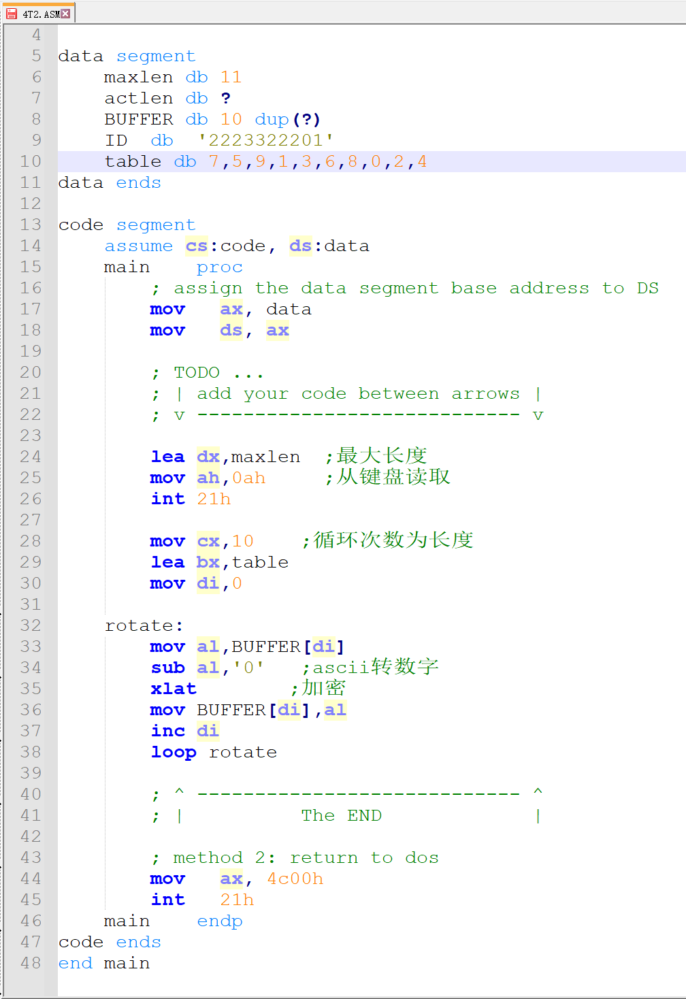 4T2.ASM
4
5 data segment
6 maxlen db 11
7 actlen db ?
8 BUFFER db 10 dup(?)
9 ID db '2223322201'
10 table db 7,5,9,1,3,6,8,0,2,4
11 data ends
12
13 code segment
14 assume cs:code, ds:data
15 main proc
16 ; assign the data segment base address to DS
17 mov ax, data
18 mov ds, ax
19
20 ; TODO ...
21 ; | add your code between arrows |
22 ; v ---------------------------- v
23
24 lea dx,maxlen ;最大长度
25 mov ah,0ah ;从键盘读取
26 int 21h
27
28 mov cx,10 ;循环次数为长度
29 lea bx,table
30 mov di,0
31
32 rotate:
33 mov al,BUFFER[di]
34 sub al,'0' ;ascii转数字
35 xlat ;加密
36 mov BUFFER[di],al
37 inc di
38 loop rotate
39
40 ; ^ ---------------------------- ^
41 ; | The END |
42
43 ; method 2: return to dos
44 mov ax, 4c00h
45 int 21h
46 main endp
47 code ends
48 end main